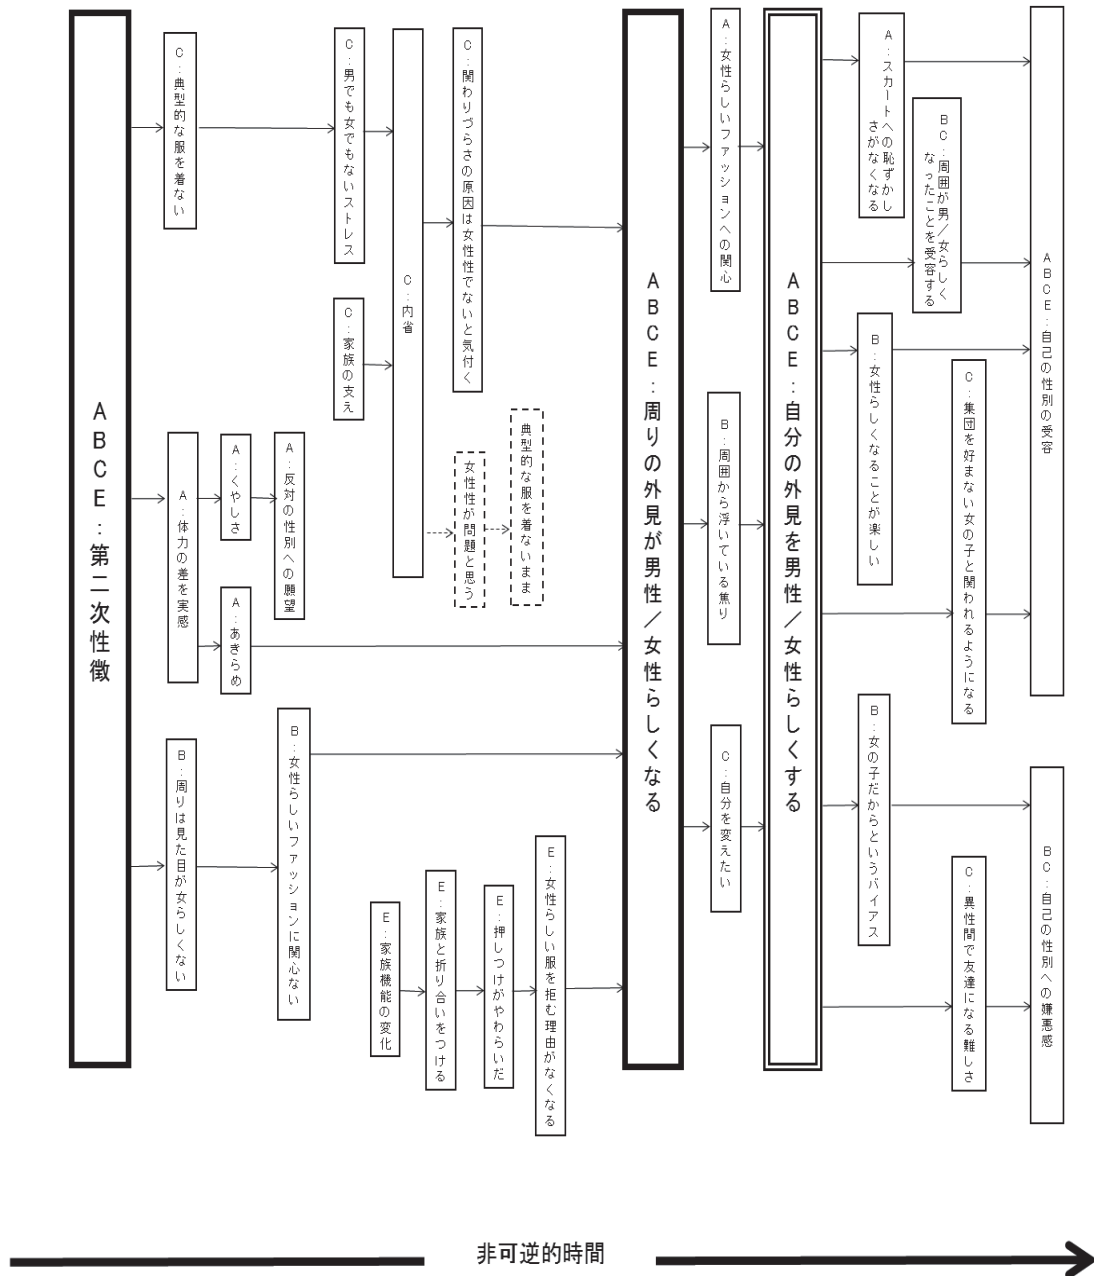 ABCE:第二次性徴
C:典型的な服を着ない
A:体力の差を実感
A:くやしさ
A:あきらめ
A:反対の性別への願望
B:周りは見た目が女らしくない
B:女性らしいファッションに関心ない
C:男でも女でもないストレス
C:家族の支え
C:内省
C:関わりづらさの原因は女性性でないと気付く
女性性が問題と思う
典型的な服を着ないまま
E:家族機能の変化
E:家族と折り合いをつける
E:押しつけがやわらいだ
E:女性らしい服を拒む理由がなくなる
ABCE:周りの外見が男性/女性らしくなる
A:女性らしいファッションへの関心
B:周囲から浮いている焦り
C:自分を変えたい
ABCE:自分の外見を男性/女性らしくする
A:スカートへの恥ずかし
さがなくなる
BC:周囲が男/女らしく
なったことを受容する
B:女性らしくなることが楽しい
C:集団を好まない女の子と関われるようになる
B:女の子だからというバイアス
C:異性間で友達になる難しさ
ABCE:自己の性別の受容
BC:自己の性別への嫌悪感
非可逆的時間